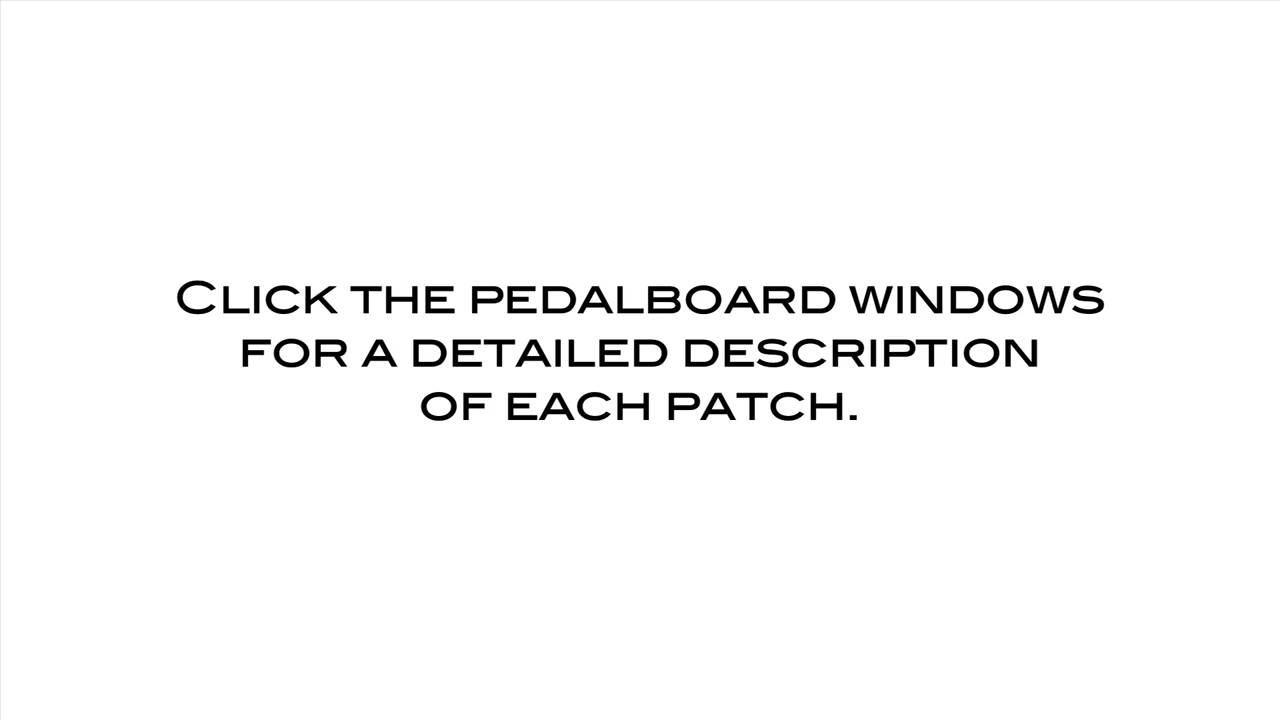 Click the pedalboard windows
for a detailed description
of each patch.